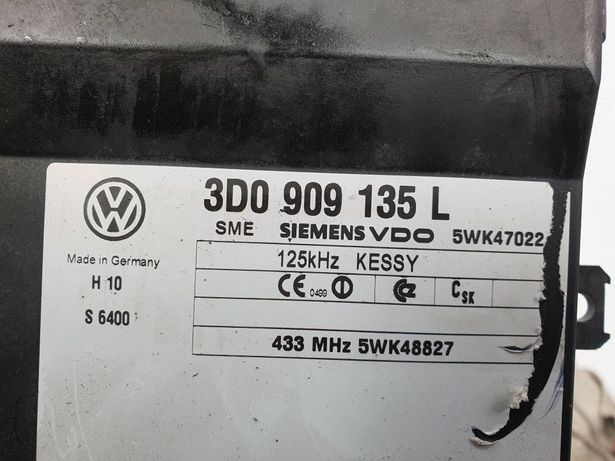 3D0 909 135 L
SME SIEMENS VDO 5WK47022
Made in Germany
125kHz KESSY
H 10
CE 0499 CSK
S 6400
433 MHz 5WK48827